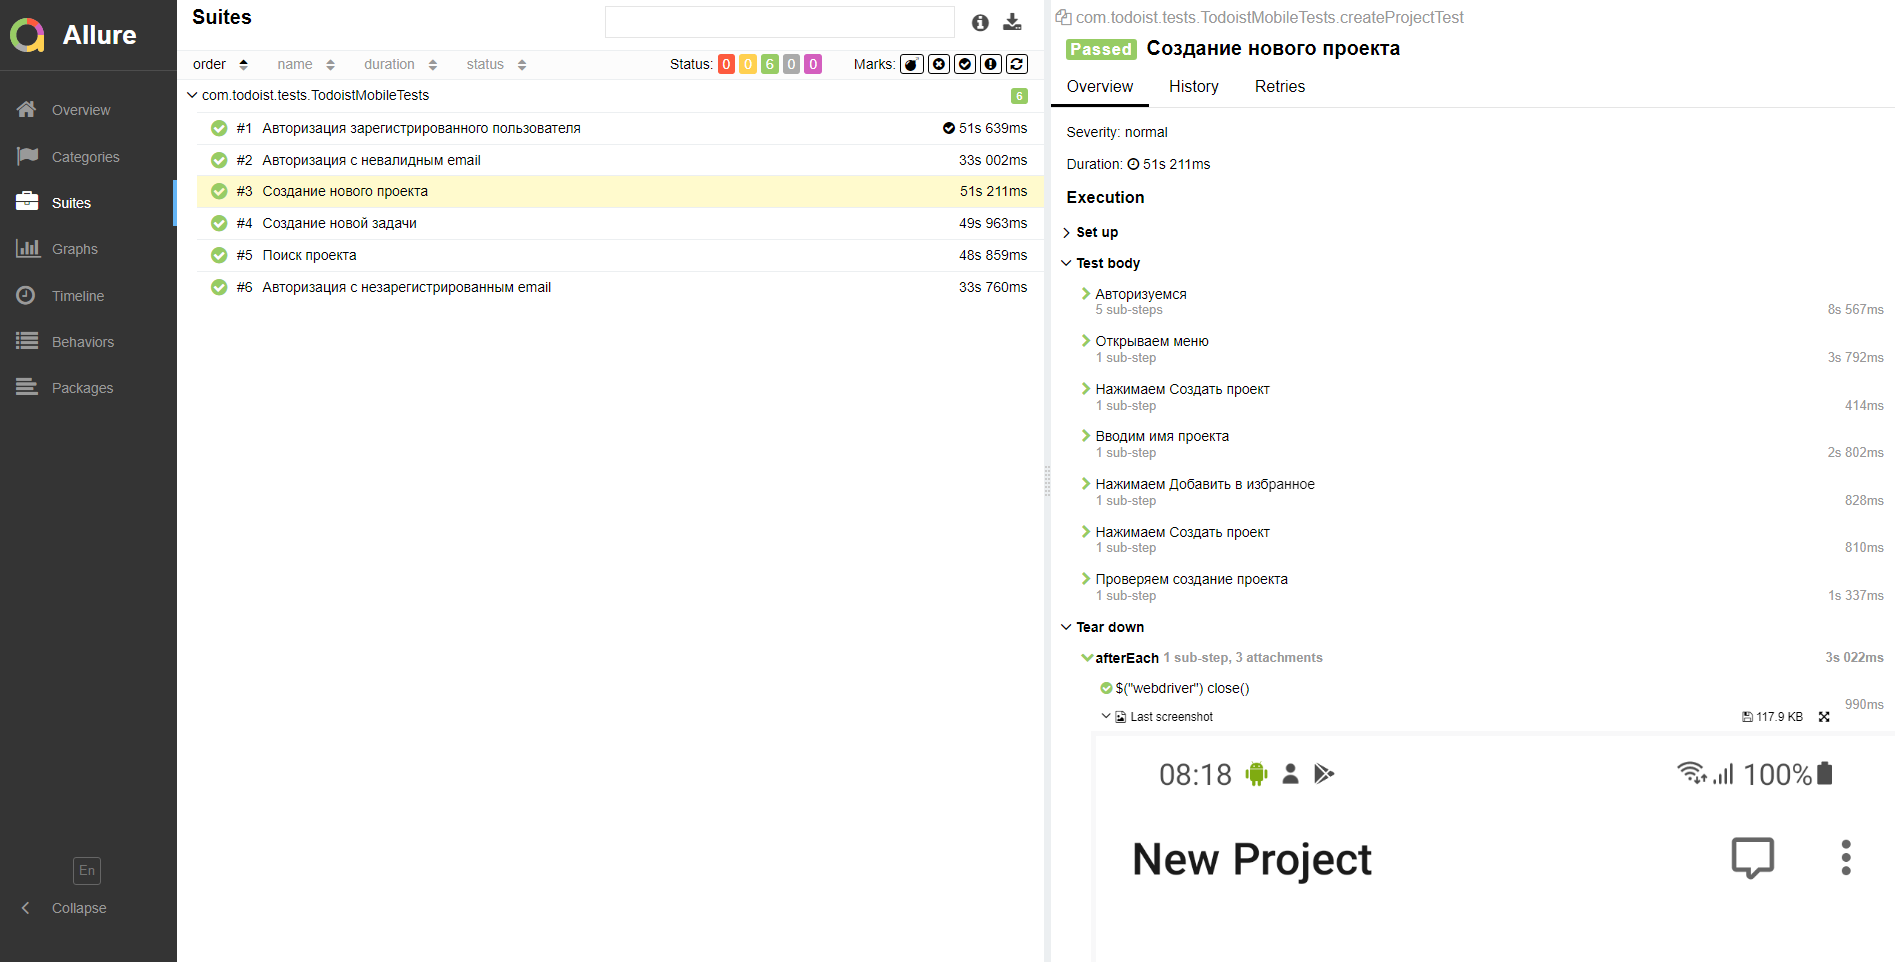 Allure
Overview
Categories
Suites
Graphs
Timeline
Behaviors
Packages
En
Collapse
Suites
order name duration status Status: 0 0 6 0 0 Marks:
com.todoist.tests.TodoistMobileTests 6
#1 Авторизация зарегистрированного пользователя 51s 639ms
#2 Авторизация с невалидным email 33s 002ms
#3 Создание нового проекта 51s 211ms
#4 Создание новой задачи 49s 963ms
#5 Поиск проекта 48s 859ms
#6 Авторизация с незарегистрированным email 33s 760ms
com.todoist.tests.TodoistMobileTests.createProjectTest
Passed Создание нового проекта
Overview History Retries
Severity: normal
Duration: 51s 211ms
Execution
Set up
Test body
Авторизуемся
5 sub-steps 8s 567ms
Открываем меню
1 sub-step 3s 792ms
Нажимаем Создать проект
1 sub-step 414ms
Вводим имя проекта
1 sub-step 2s 802ms
Нажимаем Добавить в избранное
1 sub-step 828ms
Нажимаем Создать проект
1 sub-step 810ms
Проверяем создание проекта
1 sub-step 1s 337ms
Tear down
afterEach 1 sub-step, 3 attachments 3s 022ms
$("webdriver") close()
990ms
Last screenshot 117.9 KB
08:18 100%
New Project